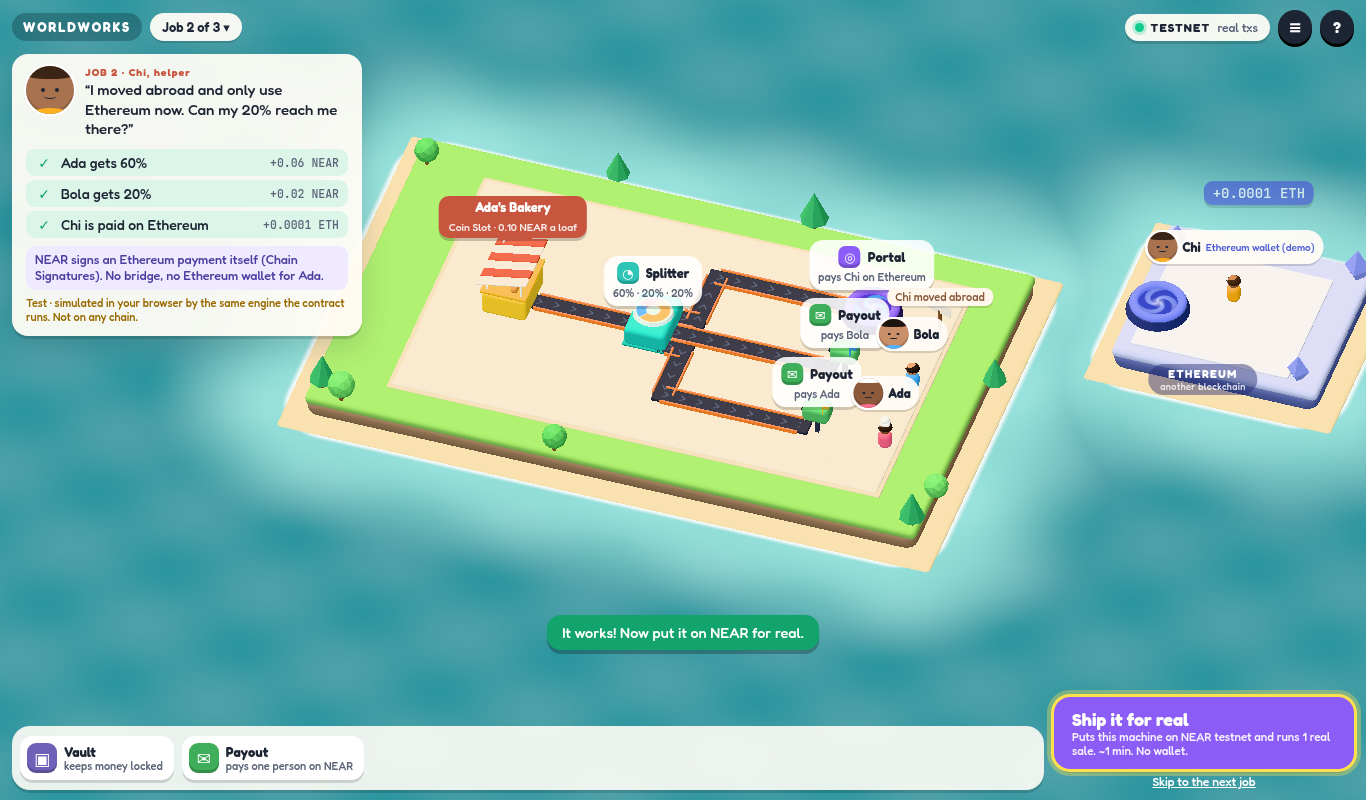 WORLDWORKS
Job 2 of 3 ▾
TESTNET real txs
≡
?
JOB 2 · Chi, helper
“I moved abroad and only use
Ethereum now. Can my 20% reach me
there?”
✓ Ada gets 60% +0.06 NEAR
✓ Bola gets 20% +0.02 NEAR
✓ Chi is paid on Ethereum +0.0001 ETH
NEAR signs an Ethereum payment itself (Chain
Signatures). No bridge, no Ethereum wallet for Ada.
Test · simulated in your browser by the same engine the contract
runs. Not on any chain.
Ada's Bakery
Coin Slot · 0.10 NEAR a loaf
Splitter
60% · 20% · 20%
Portal
pays Chi on Ethereum
Chi moved abroad
Payout
pays Bola
Bola
Payout
pays Ada
Ada
+0.0001 ETH
Chi Ethereum wallet (demo)
ETHEREUM
another blockchain
It works! Now put it on NEAR for real.
Vault
keeps money locked
Payout
pays one person on NEAR
Ship it for real
Puts this machine on NEAR testnet and runs 1 real
sale. ~1 min. No wallet.
Skip to the next job